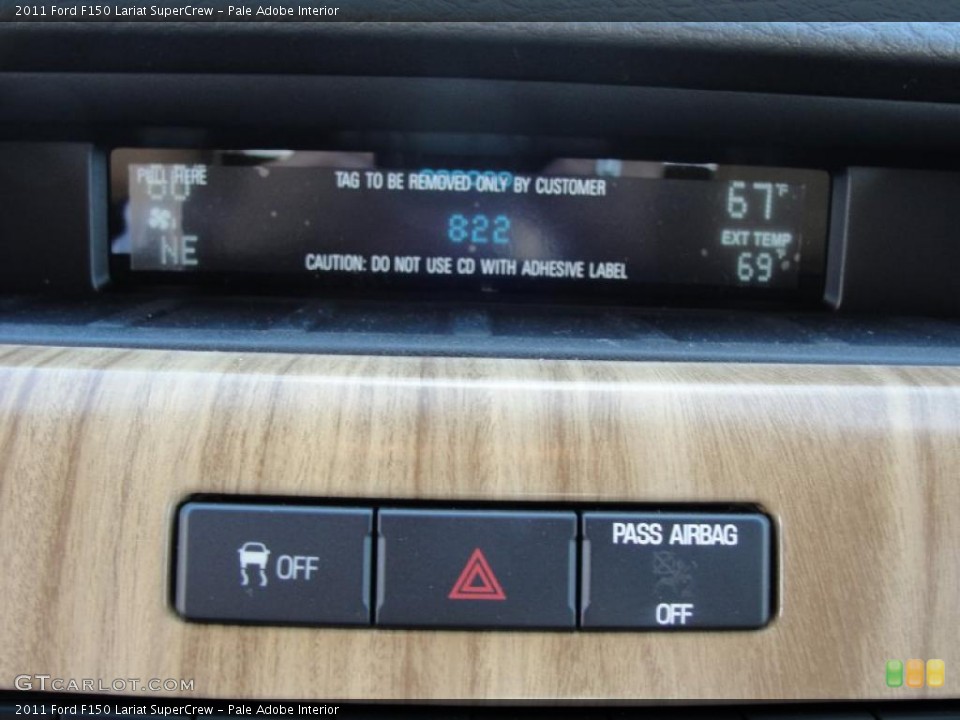 2011 Ford F150 Lariat SuperCrew - Pale Adobe Interior
PULL HERE
TAG TO BE REMOVED ONLY BY CUSTOMER
67°F
822
NE
EXT TEMP
CAUTION: DO NOT USE CD WITH ADHESIVE LABEL
69°F
OFF
PASS AIRBAG
OFF
GTCARLOT.COM
2011 Ford F150 Lariat SuperCrew - Pale Adobe Interior